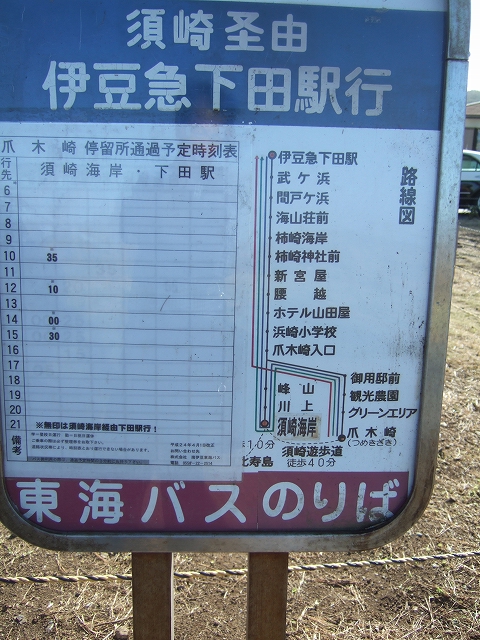 須崎経由
伊豆急下田駅行
爪木崎 停留所通過予定時刻表
行先 須崎海岸・下田駅
6
7
8
9
10 35
11
12 10
13
14 00
15 30
16
17
18
19
20
21 ※無印は須崎海岸経由下田駅行!
備考
路線図
伊豆急下田駅
武ケ浜
間戸ケ浜
海山荘前
柿崎海岸
柿崎神社前
新宮屋
腰越
ホテル山田屋
浜崎小学校
爪木崎入口
御用邸前
観光農園
グリーンエリア
爪木崎
(つめきざき)
峰山
川上
須崎海岸
10分
須崎遊歩道
徒歩40分
寿島
東海バスのりば